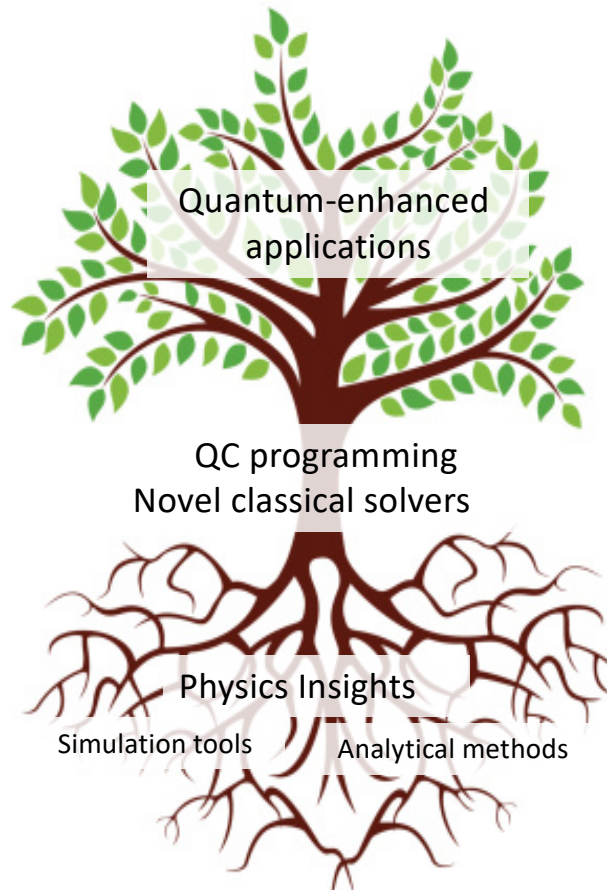 Quantum-enhanced
applications
QC programming
Novel classical solvers
Physics Insights
Simulation tools
Analytical methods